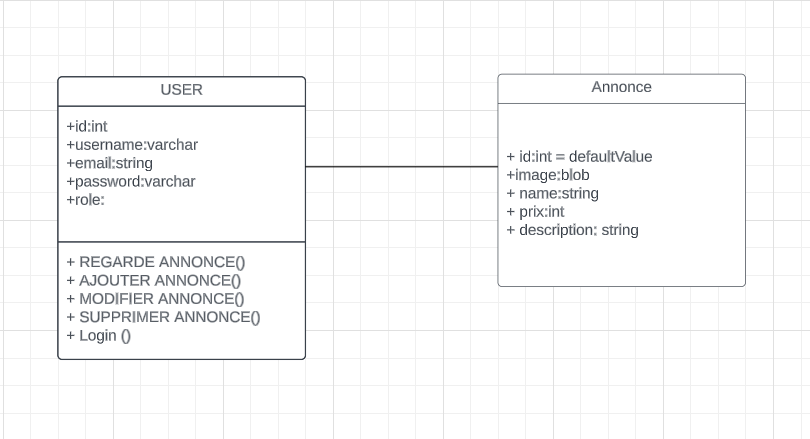 USER
+id:int
+username:varchar
+email:string
+password:varchar
+role:
+ REGARDE ANNONCE()
+ AJOUTER ANNONCE()
+ MODIFIER ANNONCE()
+ SUPPRIMER ANNONCE()
+ Login ()
Annonce
+ id:int = defaultValue
+image:blob
+ name:string
+ prix:int
+ description: string